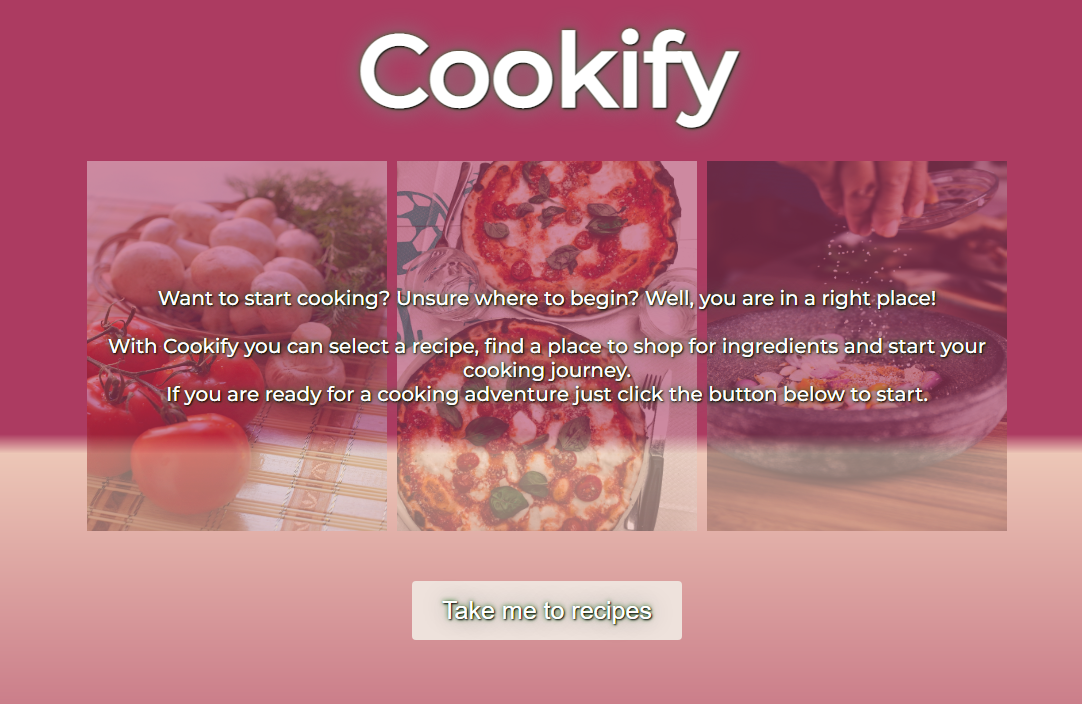 Cookify
Want to start cooking? Unsure where to begin? Well, you are in a right place!
With Cookify you can select a recipe, find a place to shop for ingredients and start your
cooking journey.
If you are ready for a cooking adventure just click the button below to start.
Take me to recipes